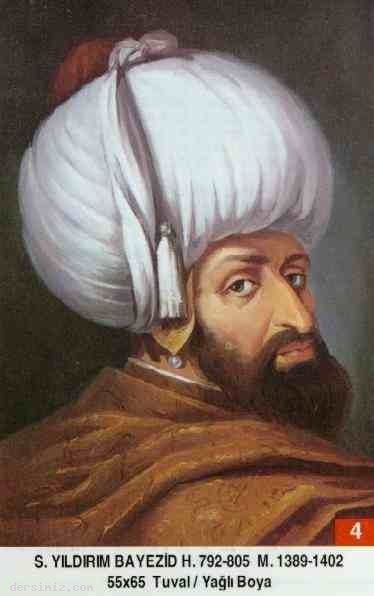 4
S. YILDIRIM BAYEZİD H. 792-805 M. 1389-1402
55x65 Tuval / Yağlı Boya
dersimiz.com